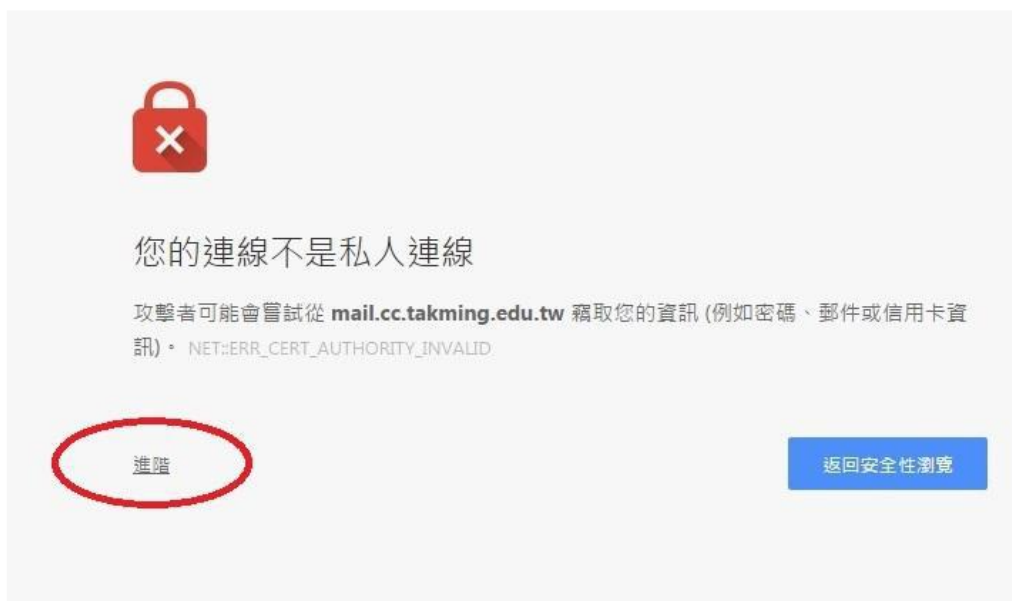 您的連線不是私人連線
攻擊者可能會嘗試從 mail.cc.takming.edu.tw 竊取您的資訊 (例如密碼、郵件或信用卡資
訊)。 NET::ERR_CERT_AUTHORITY_INVALID
進階
返回安全性瀏覽